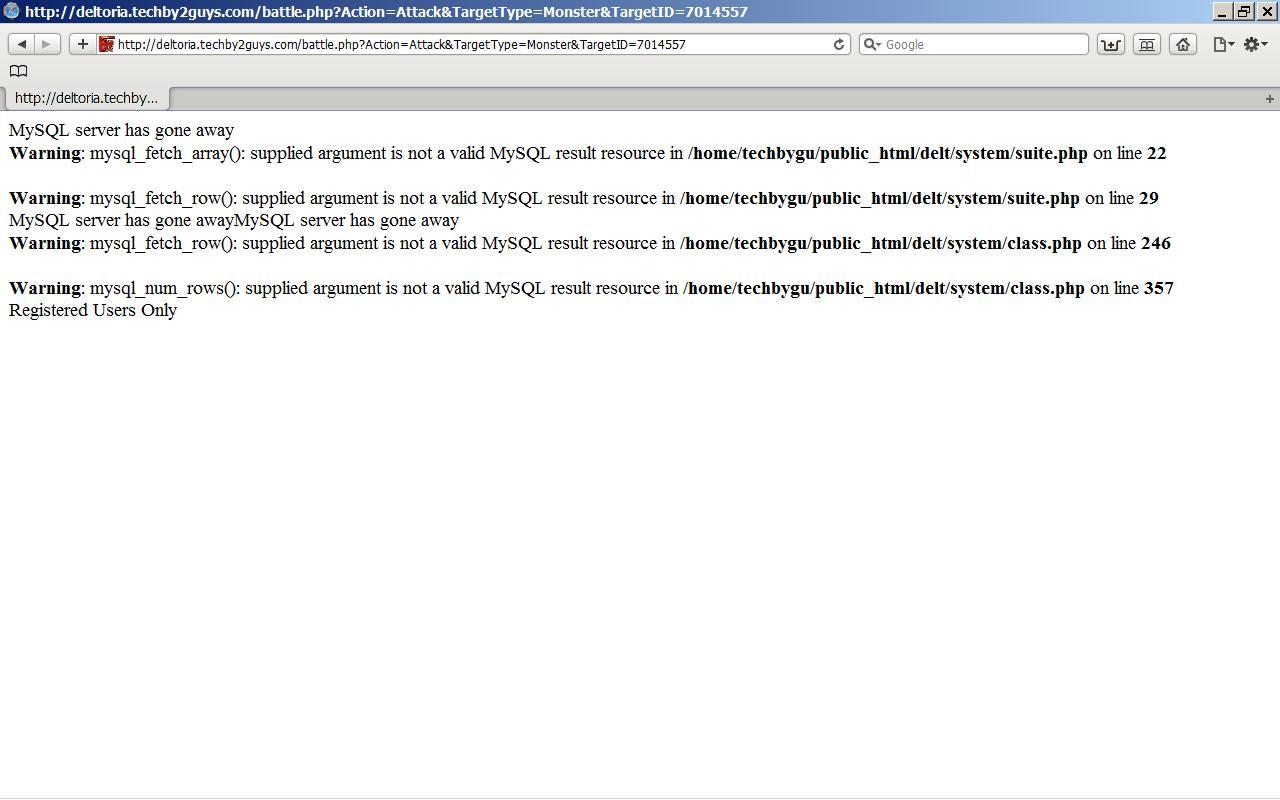 http://deltoria.techby2guys.com/battle.php?Action=Attack&TargetType=Monster&TargetID=7014557
http://deltoria.techby2guys.com/battle.php?Action=Attack&TargetType=Monster&TargetID=7014557
Google
http://deltoria.techby...
MySQL server has gone away
Warning: mysql_fetch_array(): supplied argument is not a valid MySQL result resource in /home/techbygu/public_html/delt/system/suite.php on line 22
Warning: mysql_fetch_row(): supplied argument is not a valid MySQL result resource in /home/techbygu/public_html/delt/system/suite.php on line 29
MySQL server has gone awayMySQL server has gone away
Warning: mysql_fetch_row(): supplied argument is not a valid MySQL result resource in /home/techbygu/public_html/delt/system/class.php on line 246
Warning: mysql_num_rows(): supplied argument is not a valid MySQL result resource in /home/techbygu/public_html/delt/system/class.php on line 357
Registered Users Only